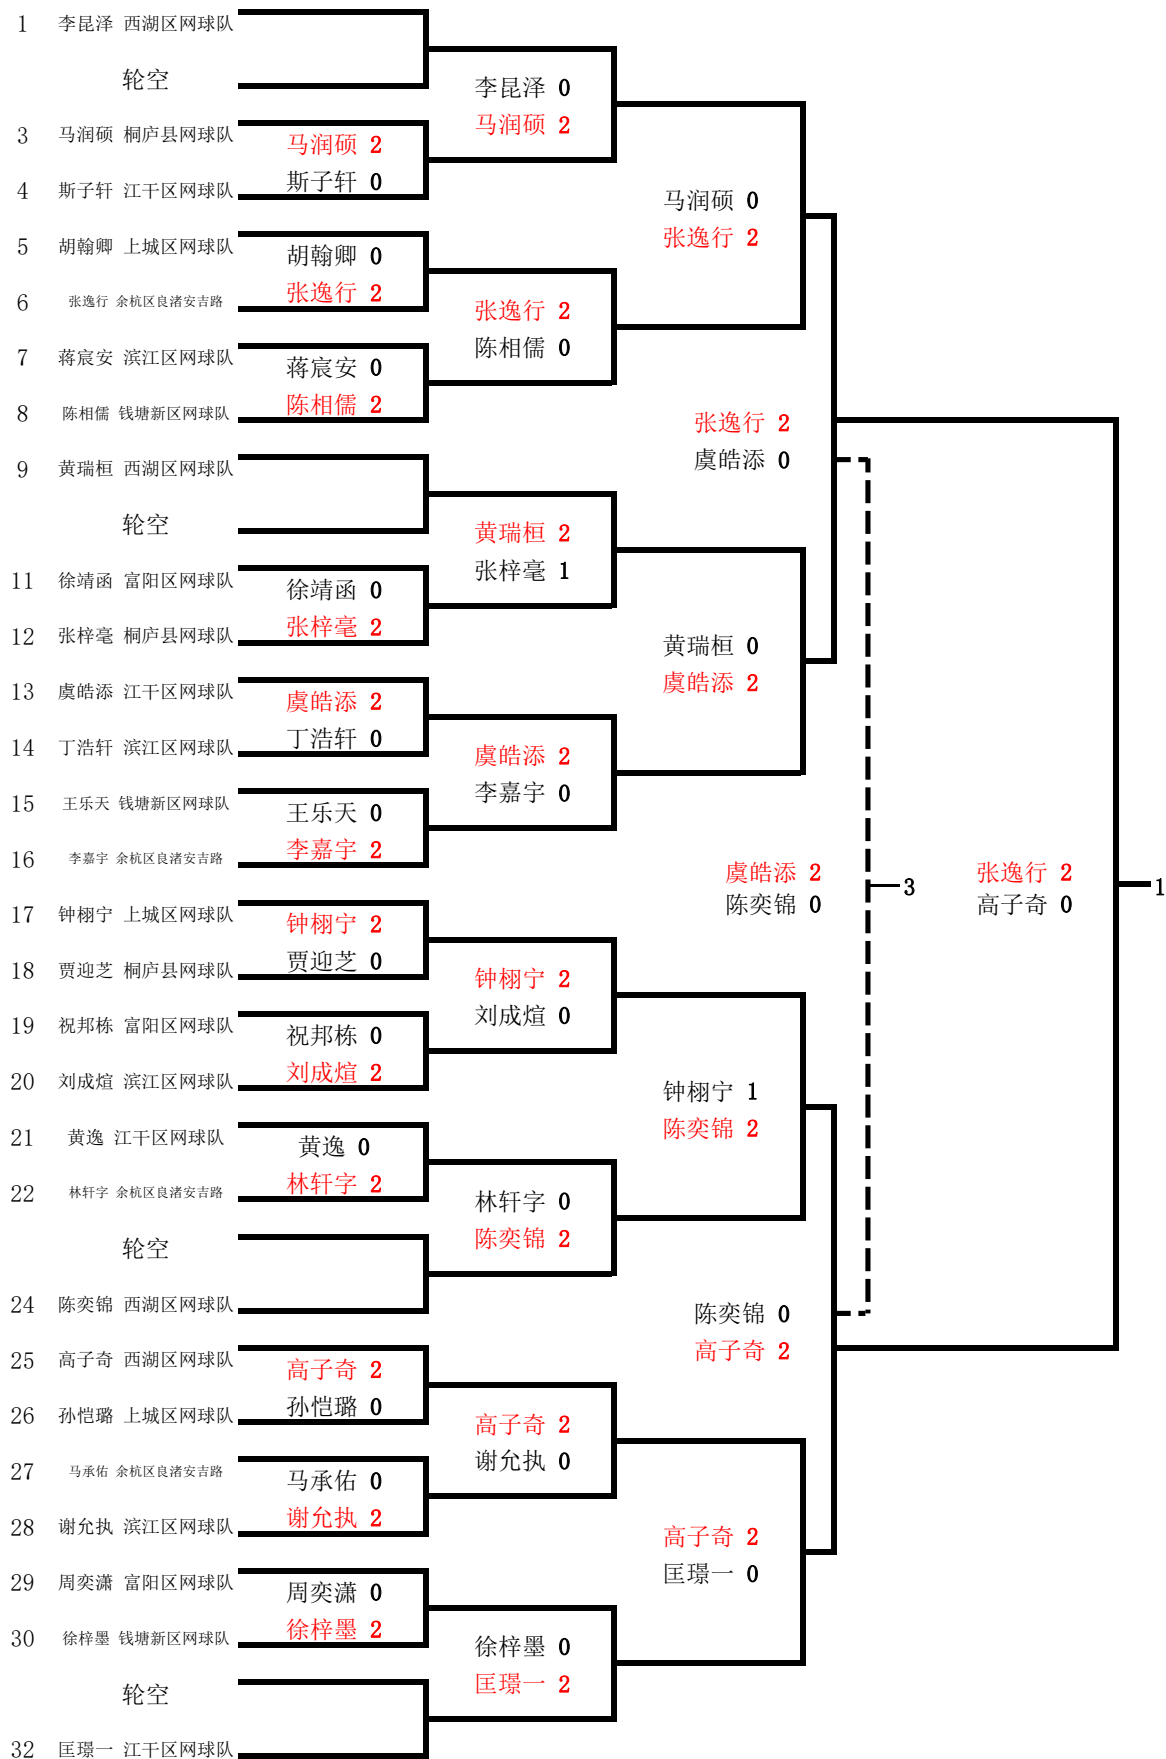 1 李昆泽 西湖区网球队
轮空
李昆泽 0
马润硕 2
3 马润硕 桐庐县网球队
马润硕 2
斯子轩 0
4 斯子轩 江干区网球队
马润硕 0
张逸行 2
5 胡翰卿 上城区网球队
胡翰卿 0
张逸行 2
6 张逸行 余杭区良渚安吉路
张逸行 2
陈相儒 0
7 蒋宸安 滨江区网球队
蒋宸安 0
陈相儒 2
8 陈相儒 钱塘新区网球队
张逸行 2
虞皓添 0
9 黄瑞桓 西湖区网球队
轮空
黄瑞桓 2
张梓毫 1
11 徐靖函 富阳区网球队
徐靖函 0
张梓毫 2
12 张梓毫 桐庐县网球队
黄瑞桓 0
虞皓添 2
13 虞皓添 江干区网球队
虞皓添 2
丁浩轩 0
14 丁浩轩 滨江区网球队
虞皓添 2
李嘉宇 0
15 王乐天 钱塘新区网球队
王乐天 0
李嘉宇 2
16 李嘉宇 余杭区良渚安吉路
虞皓添 2
陈奕锦 0
3
张逸行 2
高子奇 0
1
17 钟栩宁 上城区网球队
钟栩宁 2
贾迎芝 0
18 贾迎芝 桐庐县网球队
钟栩宁 2
刘成煊 0
19 祝邦栋 富阳区网球队
祝邦栋 0
刘成煊 2
20 刘成煊 滨江区网球队
钟栩宁 1
陈奕锦 2
21 黄逸 江干区网球队
黄逸 0
林轩字 2
22 林轩字 余杭区良渚安吉路
林轩字 0
陈奕锦 2
轮空
24 陈奕锦 西湖区网球队
陈奕锦 0
高子奇 2
25 高子奇 西湖区网球队
高子奇 2
孙恺璐 0
26 孙恺璐 上城区网球队
高子奇 2
谢允执 0
27 马承佑 余杭区良渚安吉路
马承佑 0
谢允执 2
28 谢允执 滨江区网球队
高子奇 2
匡璟一 0
29 周奕潇 富阳区网球队
周奕潇 0
徐梓墨 2
30 徐梓墨 钱塘新区网球队
徐梓墨 0
匡璟一 2
轮空
32 匡璟一 江干区网球队